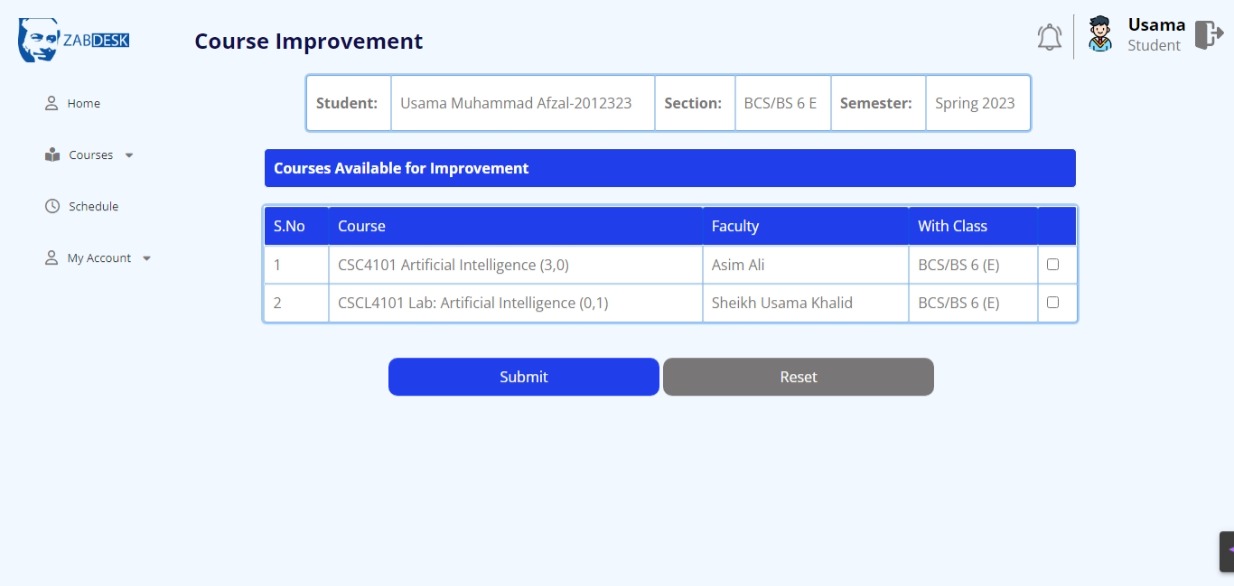 ZABDESK
Course Improvement
Usama
Student
Home
Courses
Schedule
My Account
Student: Usama Muhammad Afzal-2012323 Section: BCS/BS 6 E Semester: Spring 2023
Courses Available for Improvement
S.No Course Faculty With Class
1 CSC4101 Artificial Intelligence (3,0) Asim Ali BCS/BS 6 (E)
2 CSCL4101 Lab: Artificial Intelligence (0,1) Sheikh Usama Khalid BCS/BS 6 (E)
Submit Reset